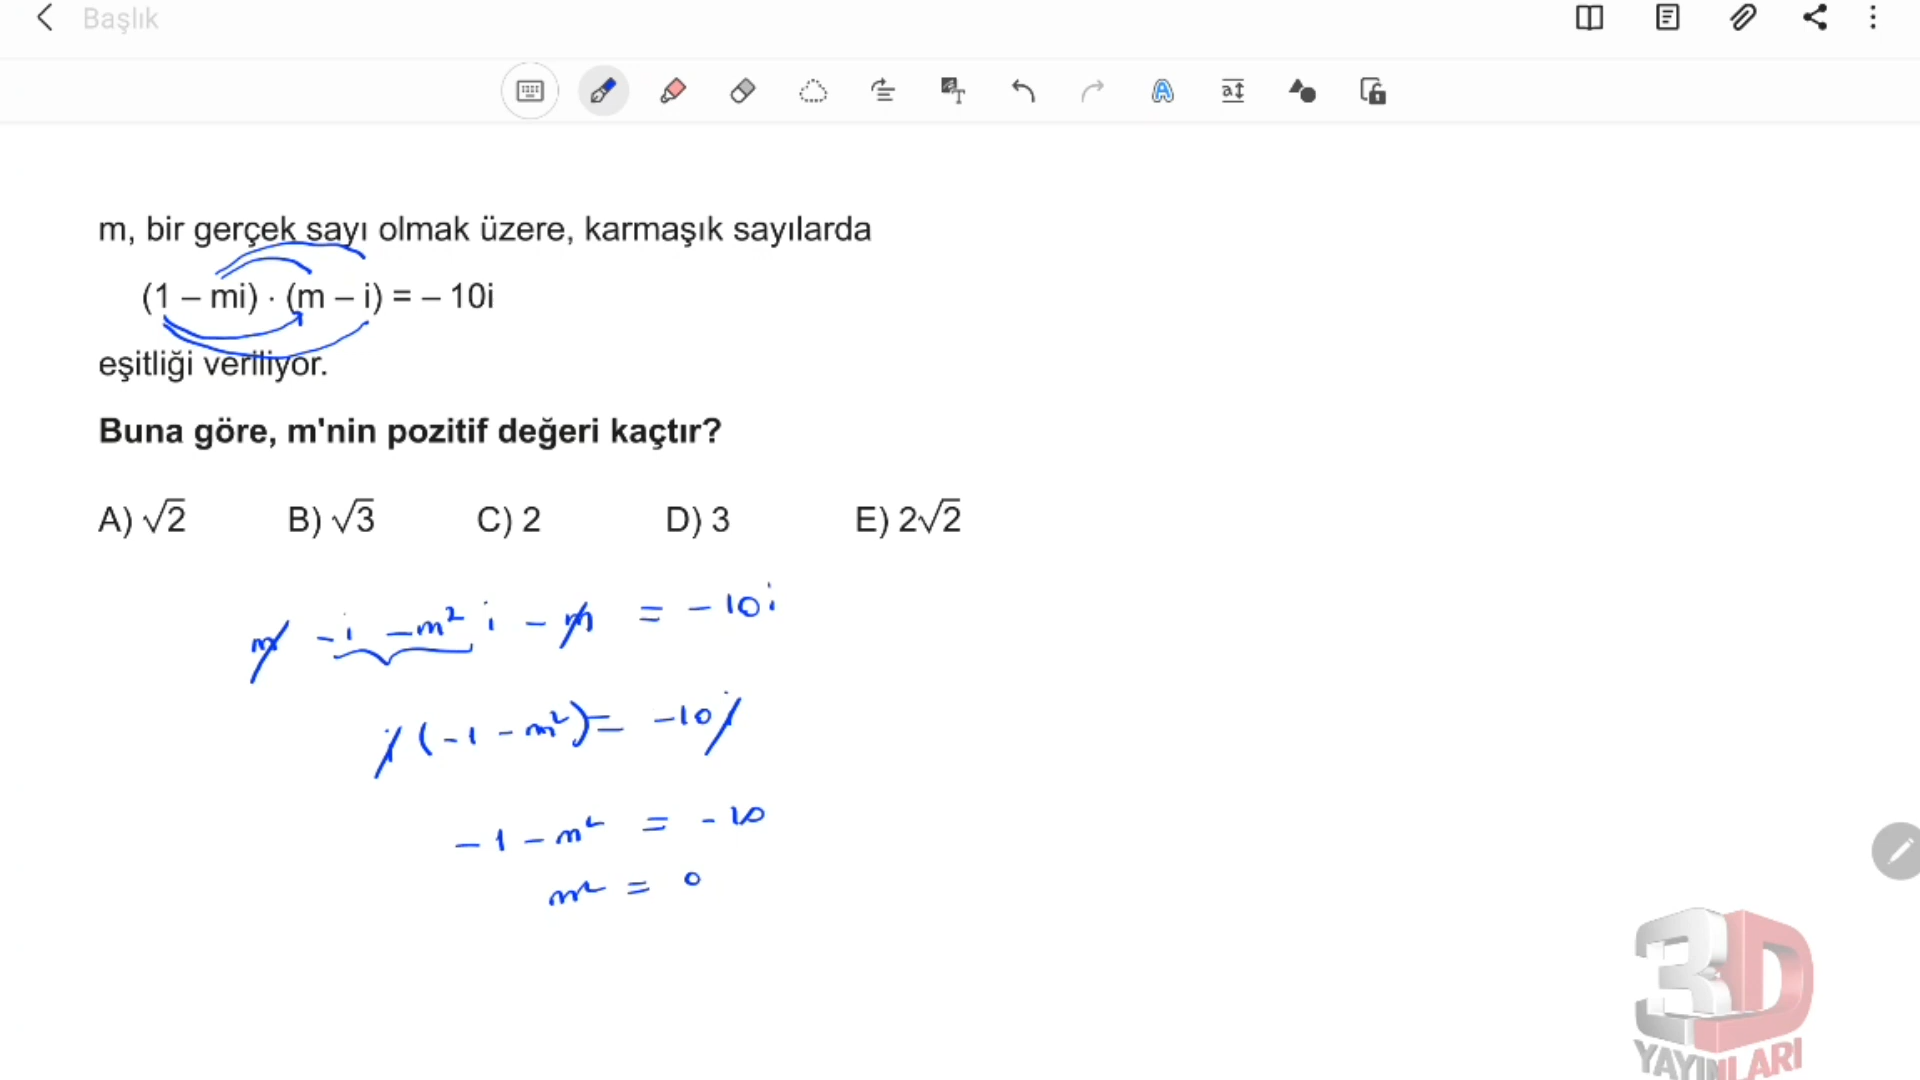 Başlık
m, bir gerçek sayı olmak üzere, karmaşık sayılarda
(1 – mi) · (m – i) = – 10i
eşitliği veriliyor.
Buna göre, m'nin pozitif değeri kaçtır?
A) √2 B) √3 C) 2 D) 3 E) 2√2
m - i - m² i - m = - 10i
i (-1 - m²) = -10i
-1 - m² = -10
m² = 0
3D
YAYINLARI